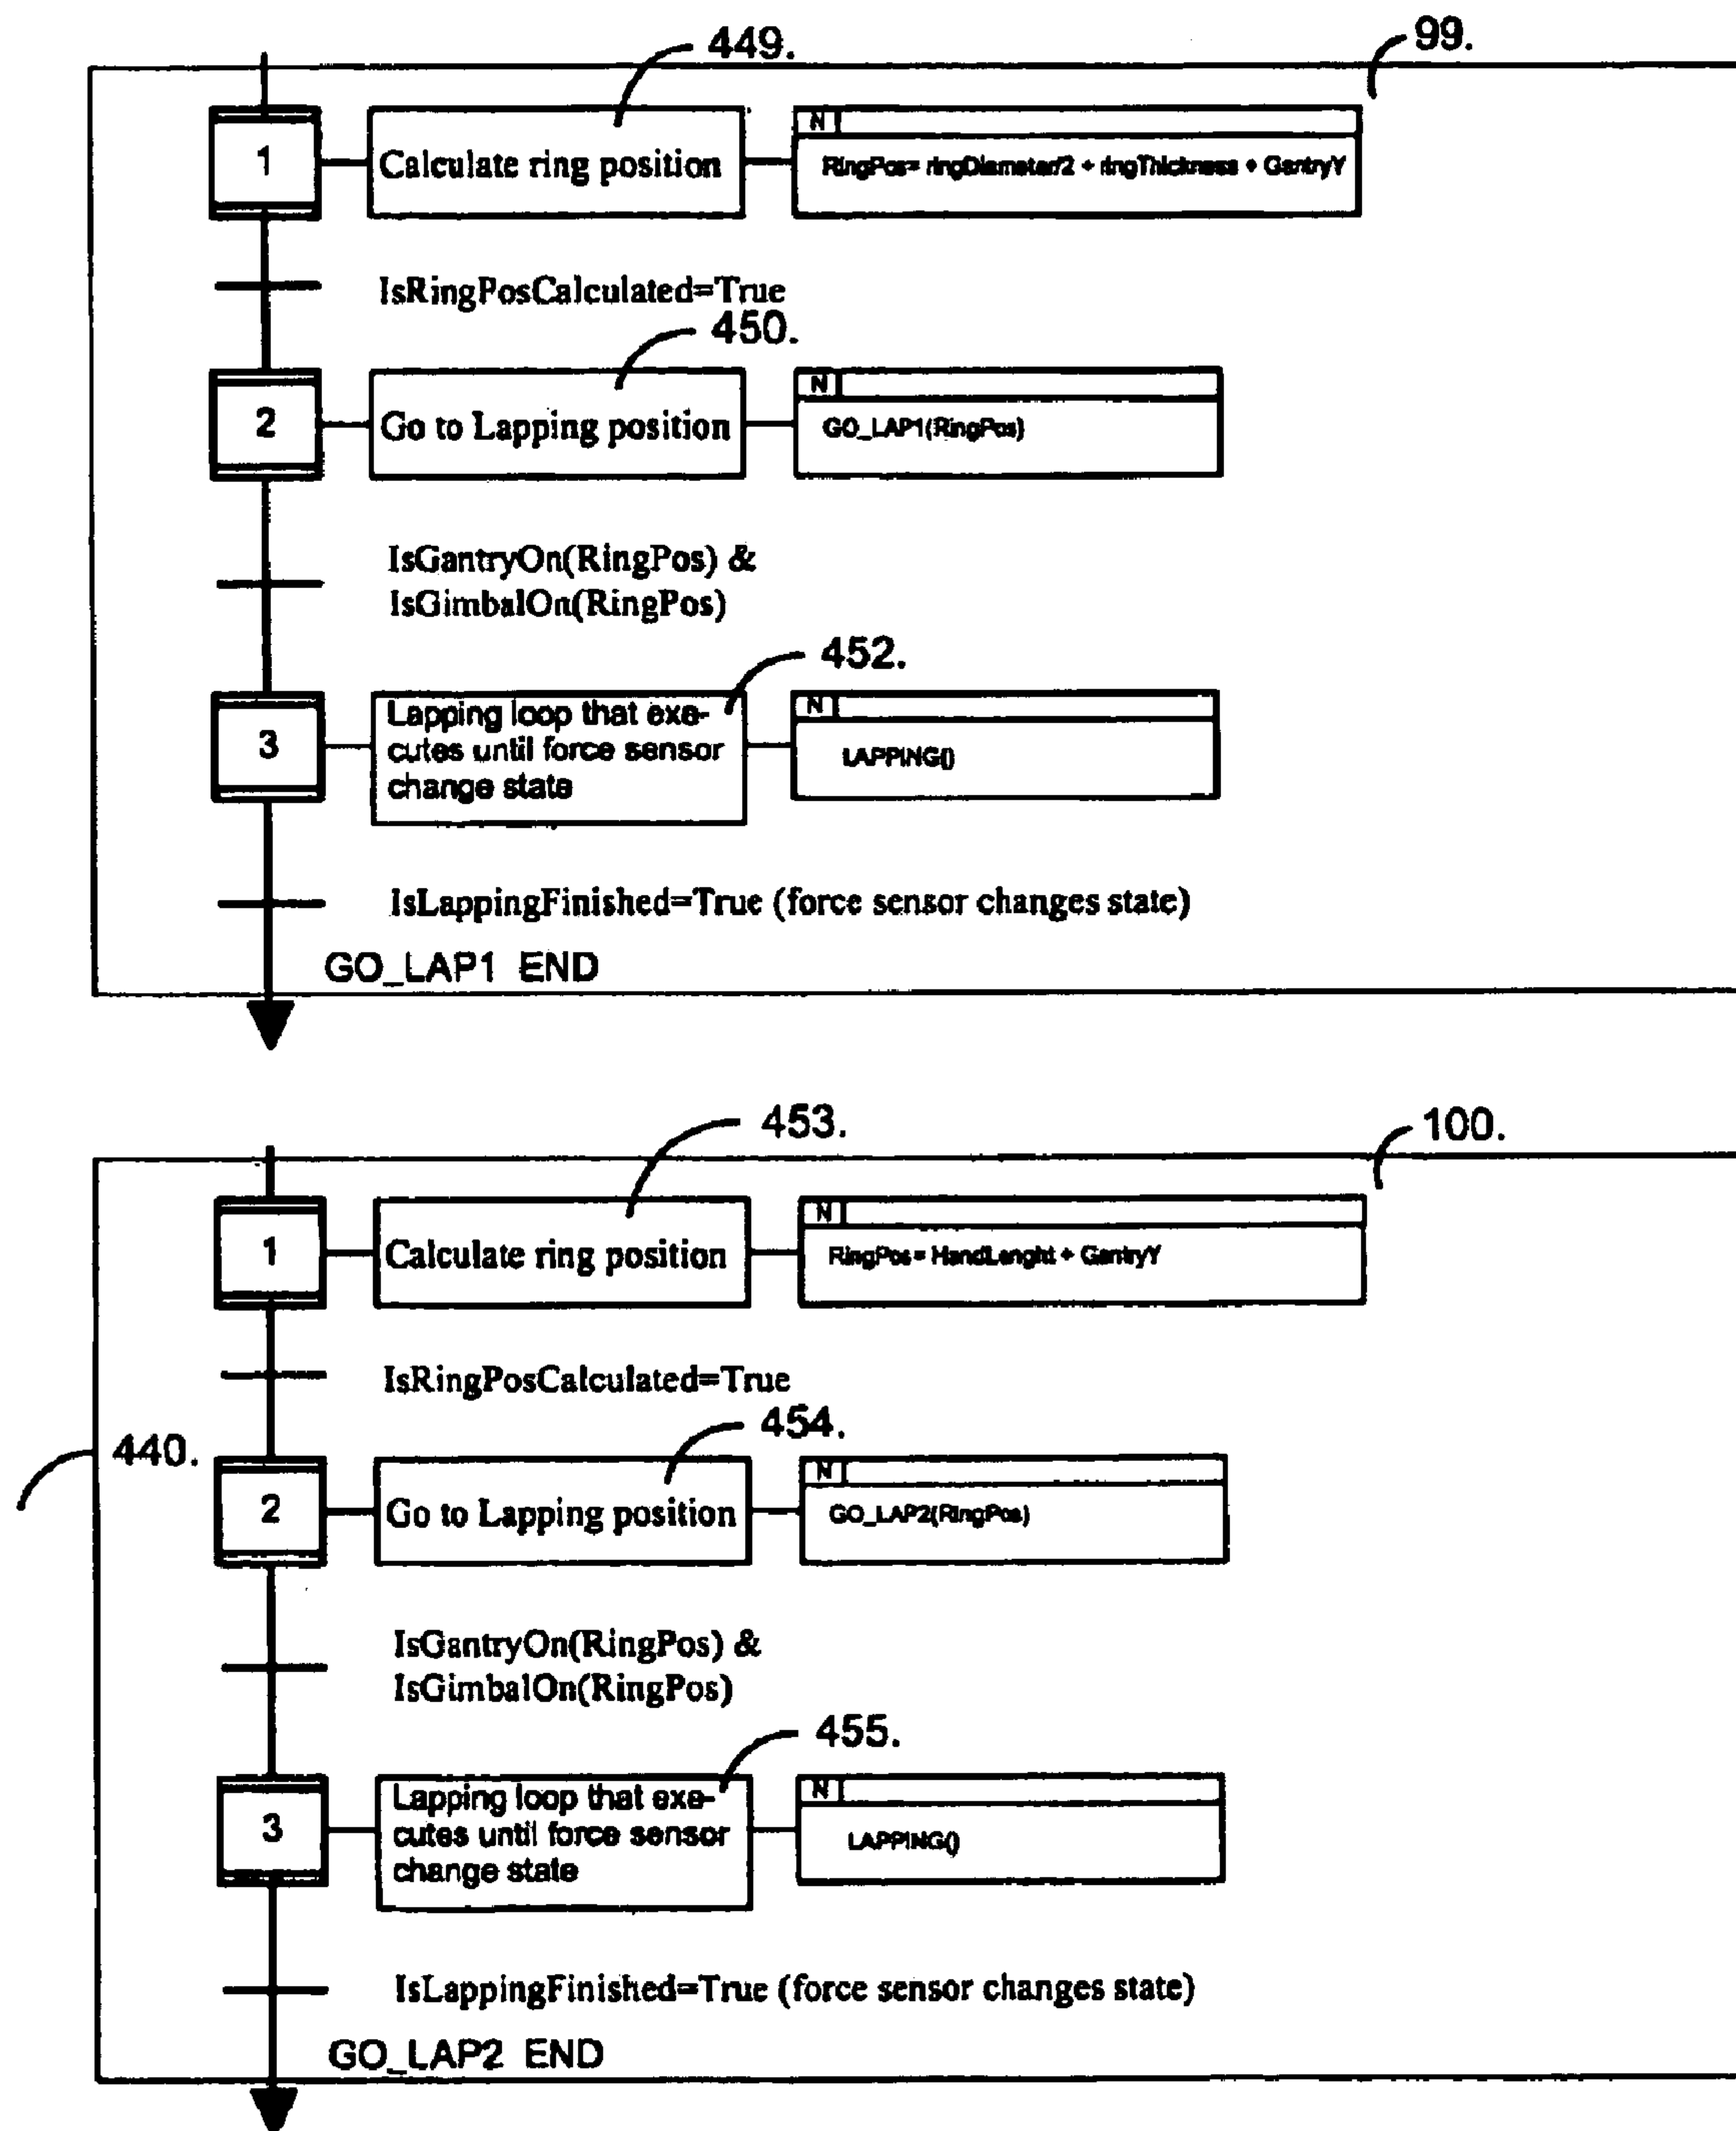 449.
99.
1
Calculate ring position
N
RingPos= ringDiameter/2 + ringThickness + GantryY
IsRingPosCalculated=True
450.
2
Go to Lapping position
N
GO_LAP1(RingPos)
IsGantryOn(RingPos) &
IsGimbalOn(RingPos)
452.
3
Lapping loop that exe-
cutes until force sensor
change state
N
LAPPING()
IsLappingFinished=True (force sensor changes state)
GO_LAP1 END
453.
100.
1
Calculate ring position
N
RingPos= HandLenght + GantryY
IsRingPosCalculated=True
454.
440.
2
Go to Lapping position
N
GO_LAP2(RingPos)
IsGantryOn(RingPos) &
IsGimbalOn(RingPos)
455.
3
Lapping loop that exe-
cutes until force sensor
change state
N
LAPPING()
IsLappingFinished=True (force sensor changes state)
GO_LAP2 END